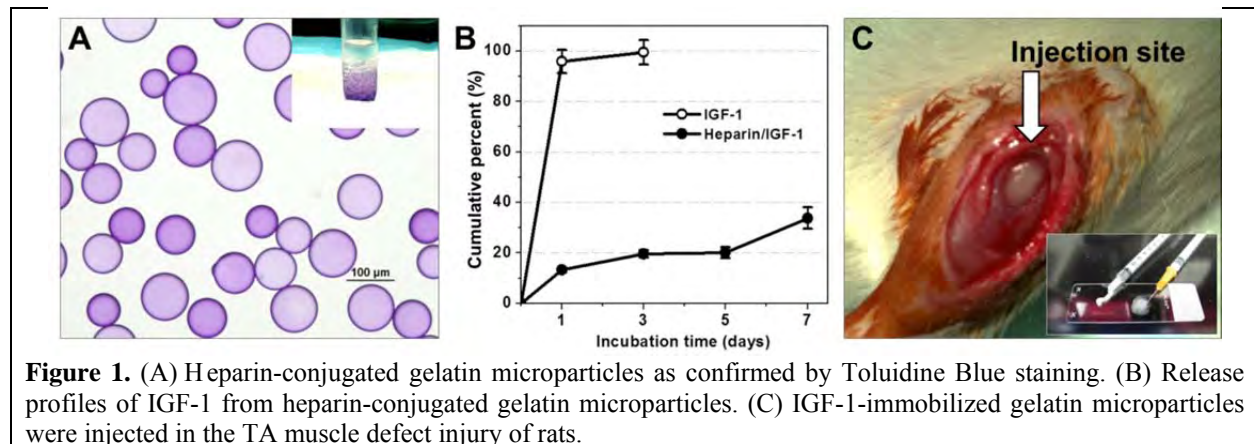 A
100 µm
B
Cumulative percent (%)
100
80
60
40
20
0
IGF-1
Heparin/IGF-1
1
3
5
7
Incubation time (days)
C
Injection site
Figure 1. (A) Heparin-conjugated gelatin microparticles as confirmed by Toluidine Blue staining. (B) Release
profiles of IGF-1 from heparin-conjugated gelatin microparticles. (C) IGF-1-immobilized gelatin microparticles
were injected in the TA muscle defect injury of rats.